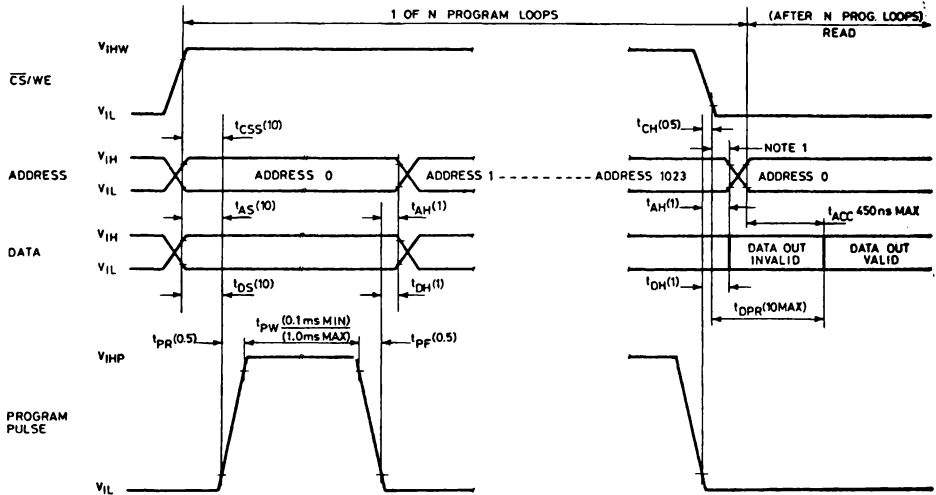 1 OF N PROGRAM LOOPS
(AFTER N PROG. LOOPS)
READ
CS/WE
VIHW
VIL
tCSS(10)
tCH(0.5)
NOTE 1
ADDRESS
VIH
VIL
ADDRESS 0
ADDRESS 1 - - - - - - - - - - - ADDRESS 1023
ADDRESS 0
tAS(10)
tAH(1)
tAH(1)
tACC 450ns MAX
DATA
VIH
VIL
DATA OUT
INVALID
DATA OUT
VALID
tDS(10)
tDH(1)
tDH(1)
tDPR(10MAX)
tPR(0.5)
tPW (0.1ms MIN)
(1.0ms MAX)
tPF(0.5)
VIHP
PROGRAM
PULSE
VIL